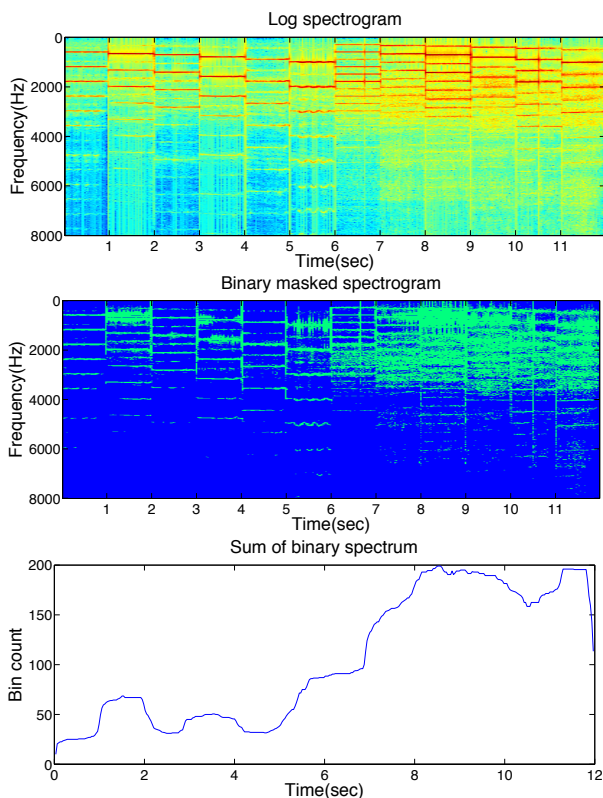 Log spectrogram
Frequency(Hz)
0
2000
4000
6000
8000
1 2 3 4 5 6 7 8 9 10 11
Time(sec)
Binary masked spectrogram
Frequency(Hz)
0
2000
4000
6000
8000
1 2 3 4 5 6 7 8 9 10 11
Time(sec)
Sum of binary spectrum
Bin count
200
150
100
50
0
0 2 4 6 8 10 12
Time(sec)